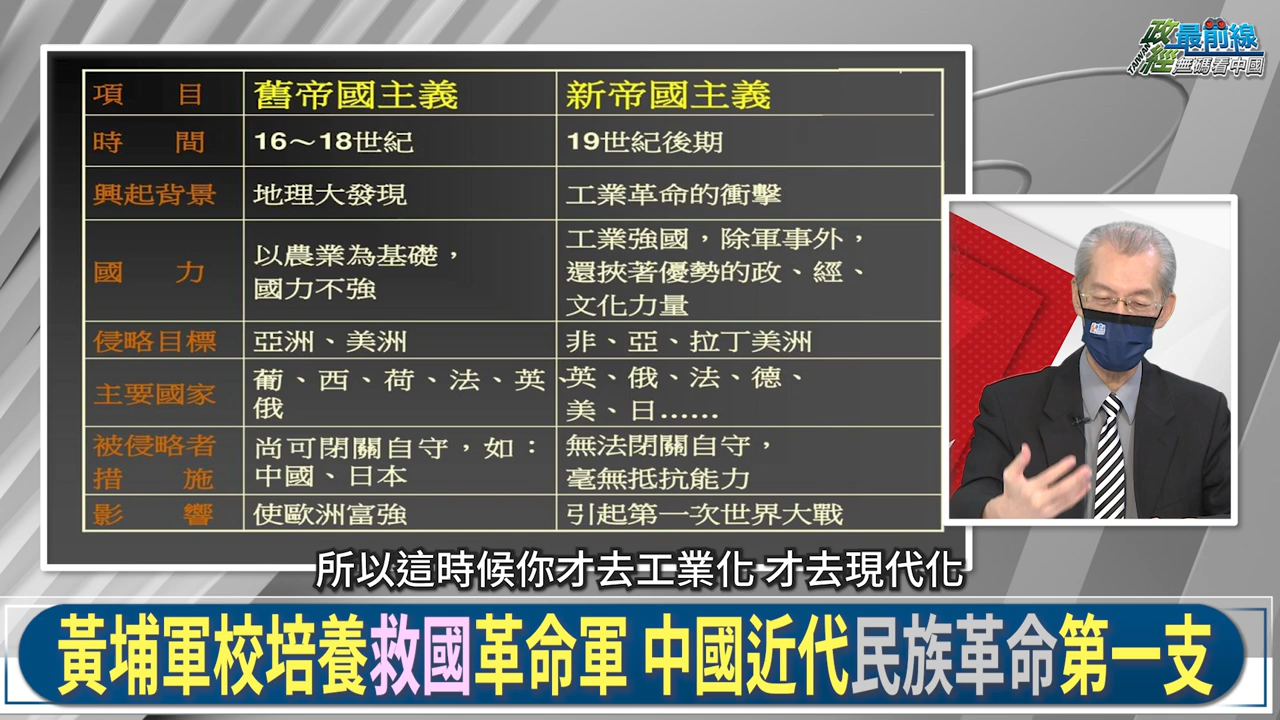 政經最前線
無碼看中國
項目 舊帝國主義 新帝國主義
時間 16～18世紀 19世紀後期
興起背景 地理大發現 工業革命的衝擊
國力 以農業為基礎，
國力不強
工業強國，除軍事外，
還挾著優勢的政、經、
文化力量
侵略目標 亞洲、美洲 非、亞、拉丁美洲
主要國家 葡、西、荷、法、英、
俄
英、俄、法、德、
美、日……
被侵略者
措施
尚可閉關自守，如：
中國、日本
無法閉關自守，
毫無抵抗能力
影響 使歐洲富強 引起第一次世界大戰
所以這時候你才去工業化 才去現代化
黃埔軍校培養救國革命軍 中國近代民族革命第一支